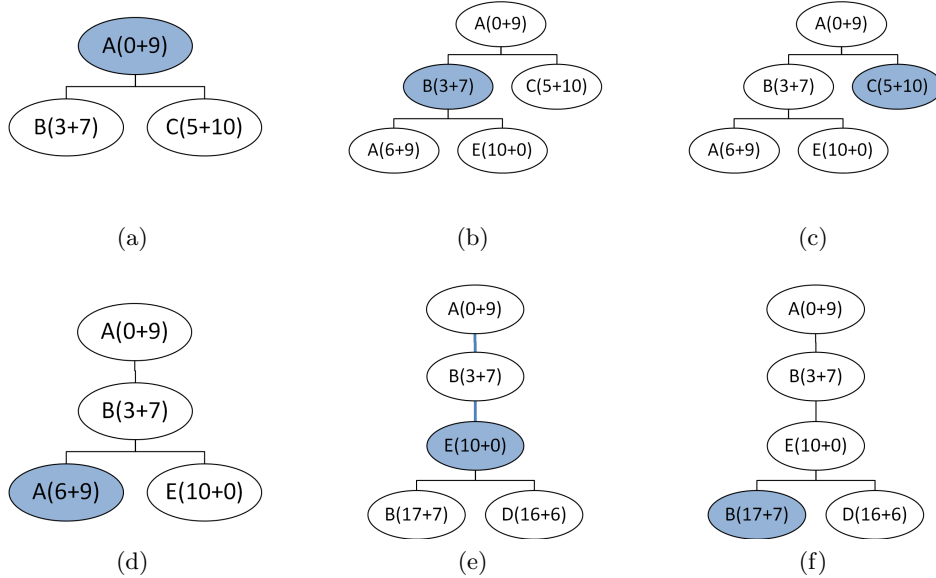 A(0+9)
B(3+7) C(5+10)
(a)
A(0+9)
B(3+7) C(5+10)
A(6+9) E(10+0)
(b)
A(0+9)
B(3+7) C(5+10)
A(6+9) E(10+0)
(c)
A(0+9)
B(3+7)
A(6+9) E(10+0)
(d)
A(0+9)
B(3+7)
E(10+0)
B(17+7) D(16+6)
(e)
A(0+9)
B(3+7)
E(10+0)
B(17+7) D(16+6)
(f)